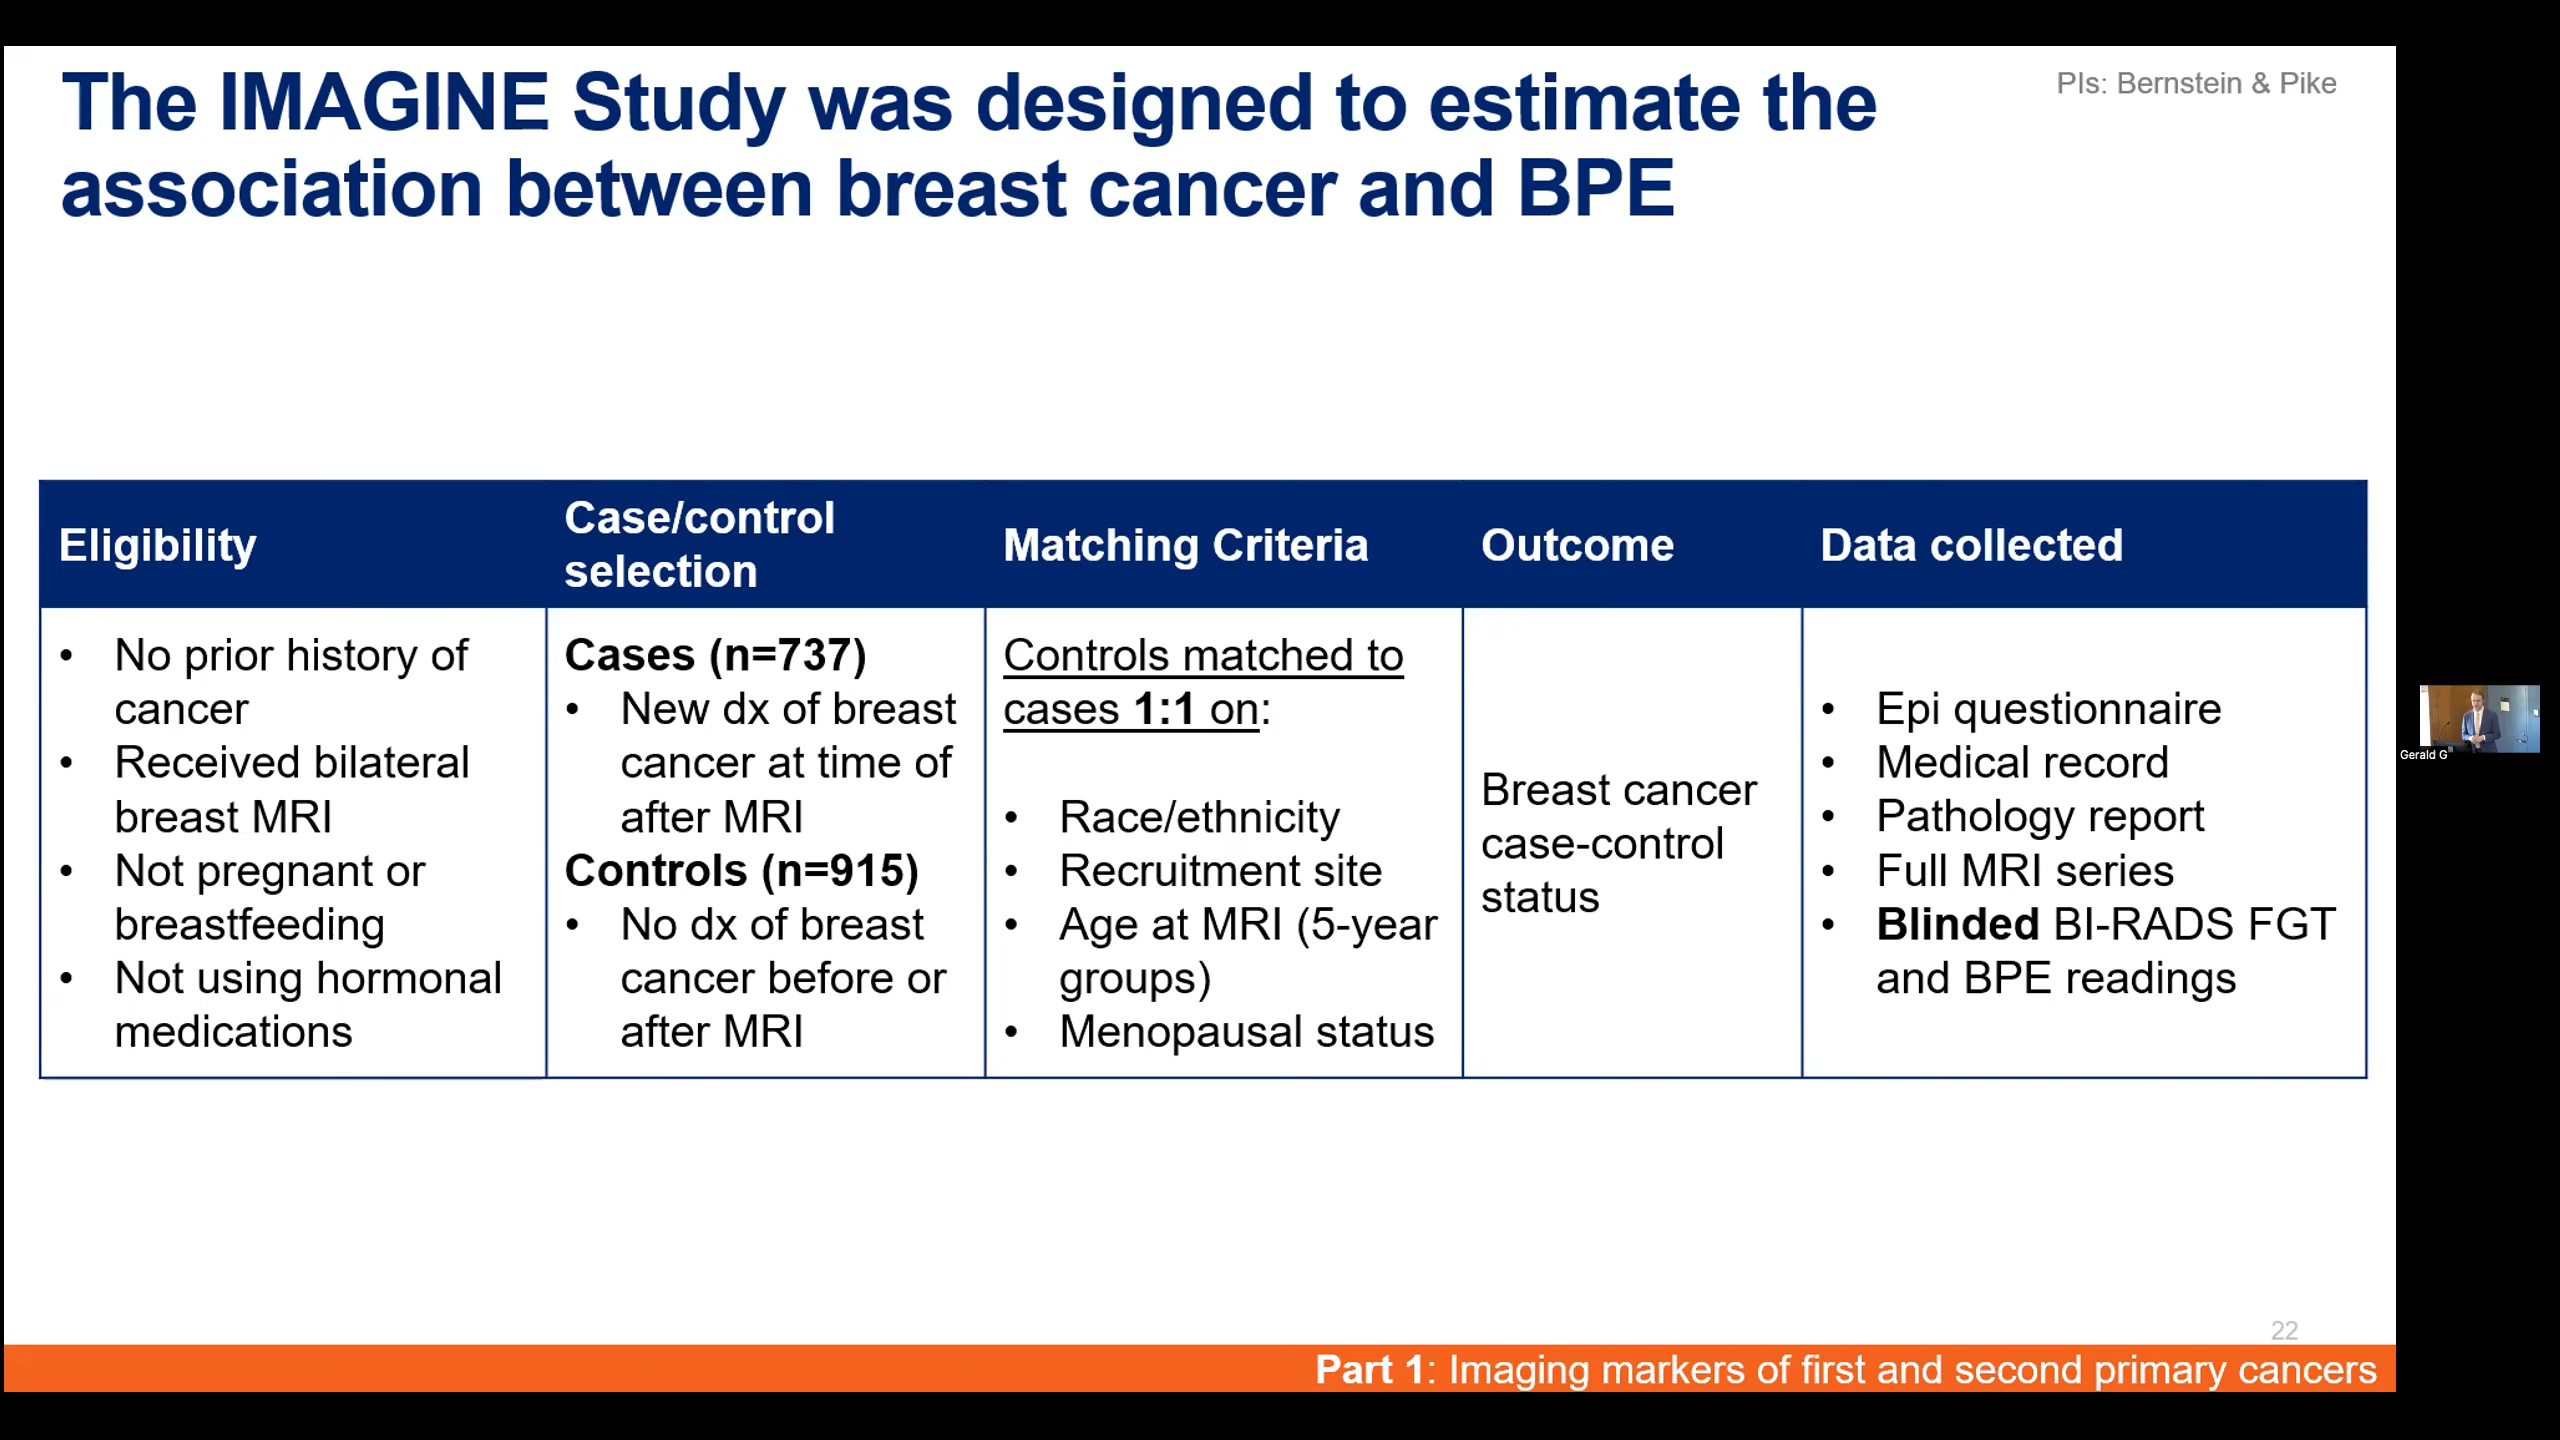 The IMAGINE Study was designed to estimate the
association between breast cancer and BPE
PIs: Bernstein & Pike
Eligibility
Case/control
selection
Matching Criteria
Outcome
Data collected
• No prior history of
cancer
• Received bilateral
breast MRI
• Not pregnant or
breastfeeding
• Not using hormonal
medications
Cases (n=737)
• New dx of breast
cancer at time of
after MRI
Controls (n=915)
• No dx of breast
cancer before or
after MRI
Controls matched to
cases 1:1 on:
• Race/ethnicity
• Recruitment site
• Age at MRI (5-year
groups)
• Menopausal status
Breast cancer
case-control
status
• Epi questionnaire
• Medical record
• Pathology report
• Full MRI series
• Blinded BI-RADS FGT
and BPE readings
Gerald G
22
Part 1: Imaging markers of first and second primary cancers